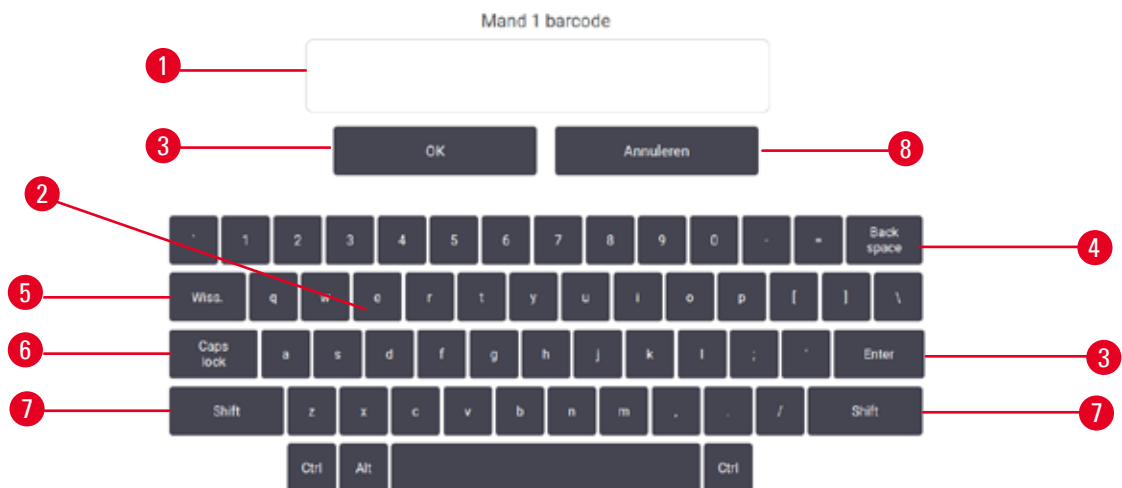 Mand 1 barcode
1
3 OK Annuleren 8
2
` 1 2 3 4 5 6 7 8 9 0 - = Back space 4
5 Wiss. q w e r t y u i o p [ ] \
6 Caps lock a s d f g h j k l ; ' Enter 3
7 Shift z x c v b n m , . / Shift 7
Ctrl Alt Ctrl